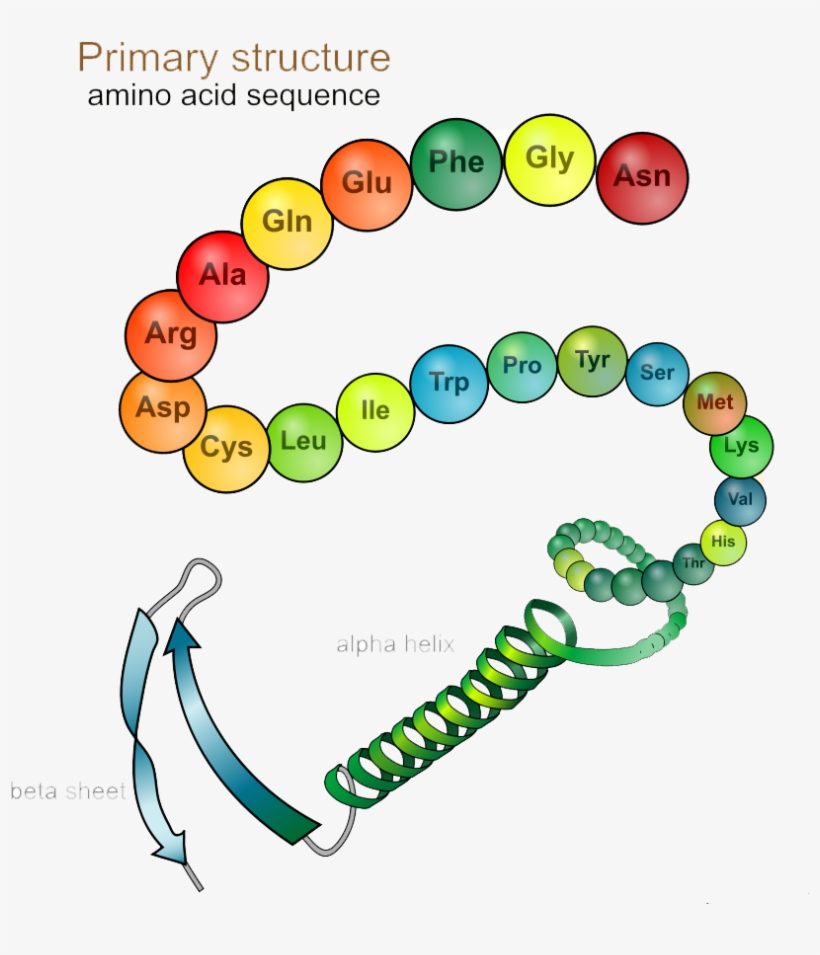 Primary structure
amino acid sequence
Asn
Gly
Phe
Glu
Gln
Ala
Arg
Asp
Cys
Leu
Ile
Trp
Pro
Tyr
Ser
Met
Lys
Val
His
Thr
alpha helix
beta sheet